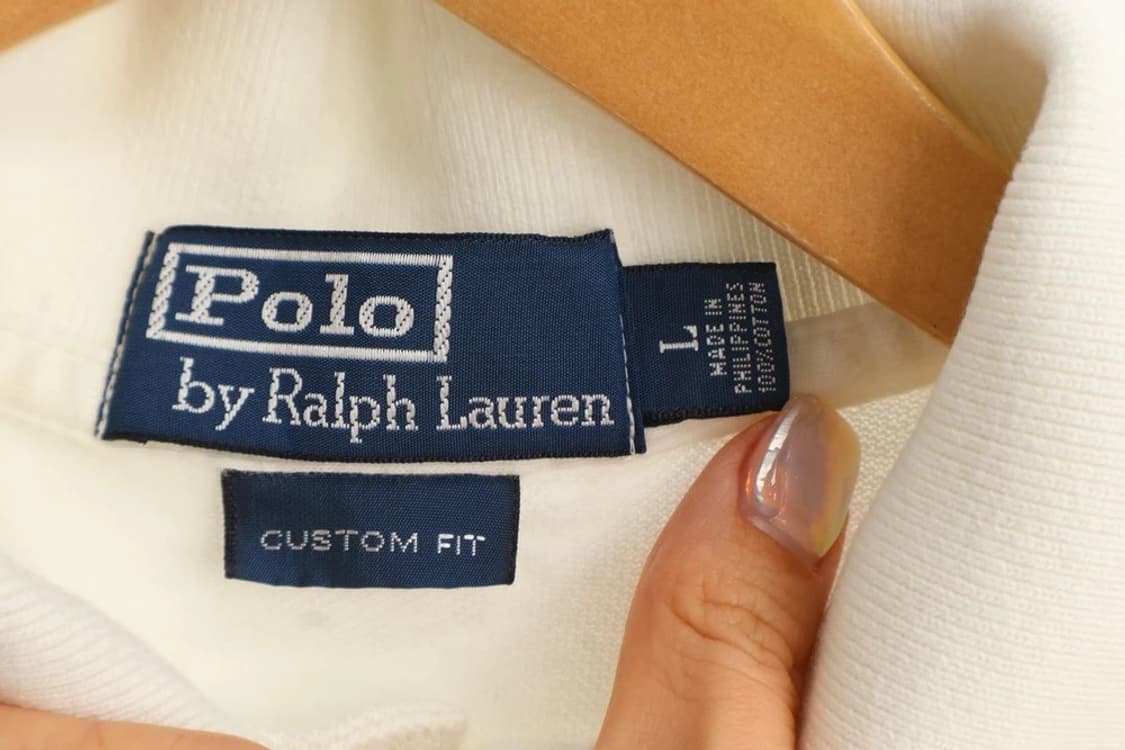 Polo
by Ralph Lauren
L
MADE IN
PHILIPPINES
100% COTTON
CUSTOM FIT